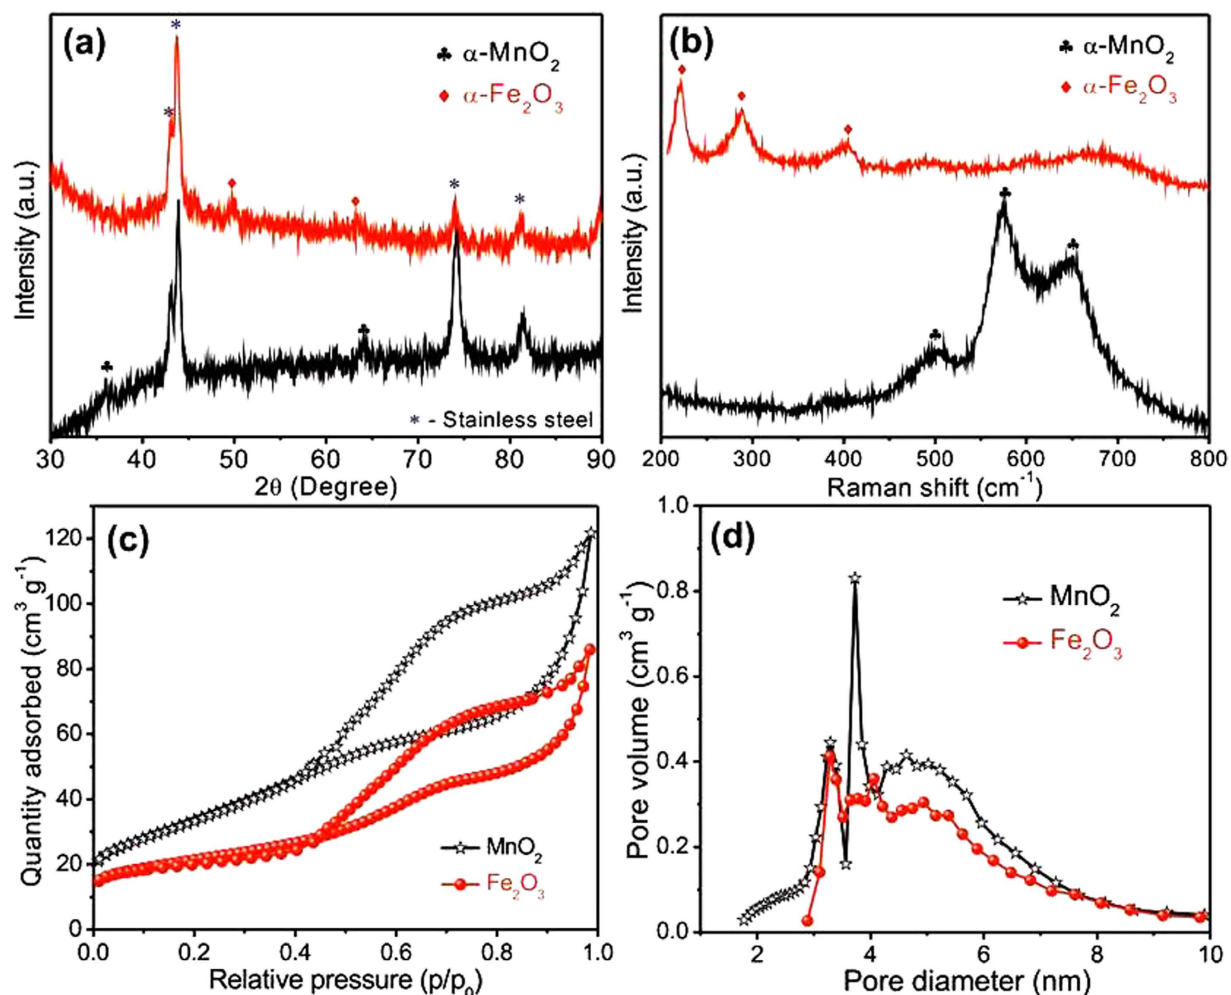 (a)
♣ α-MnO₂
♦ α-Fe₂O₃
Intensity (a.u.)
* - Stainless steel
30 40 50 60 70 80 90
2θ (Degree)
(b)
♣ α-MnO₂
♦ α-Fe₂O₃
Intensity (a.u.)
200 300 400 500 600 700 800
Raman shift (cm⁻¹)
(c)
Quantity adsorbed (cm³ g⁻¹)
120
100
80
60
40
20
0
MnO₂
Fe₂O₃
0.0 0.2 0.4 0.6 0.8 1.0
Relative pressure (p/p₀)
(d)
Pore volume (cm³ g⁻¹)
1.0
0.8
0.6
0.4
0.2
0.0
MnO₂
Fe₂O₃
2 4 6 8 10
Pore diameter (nm)